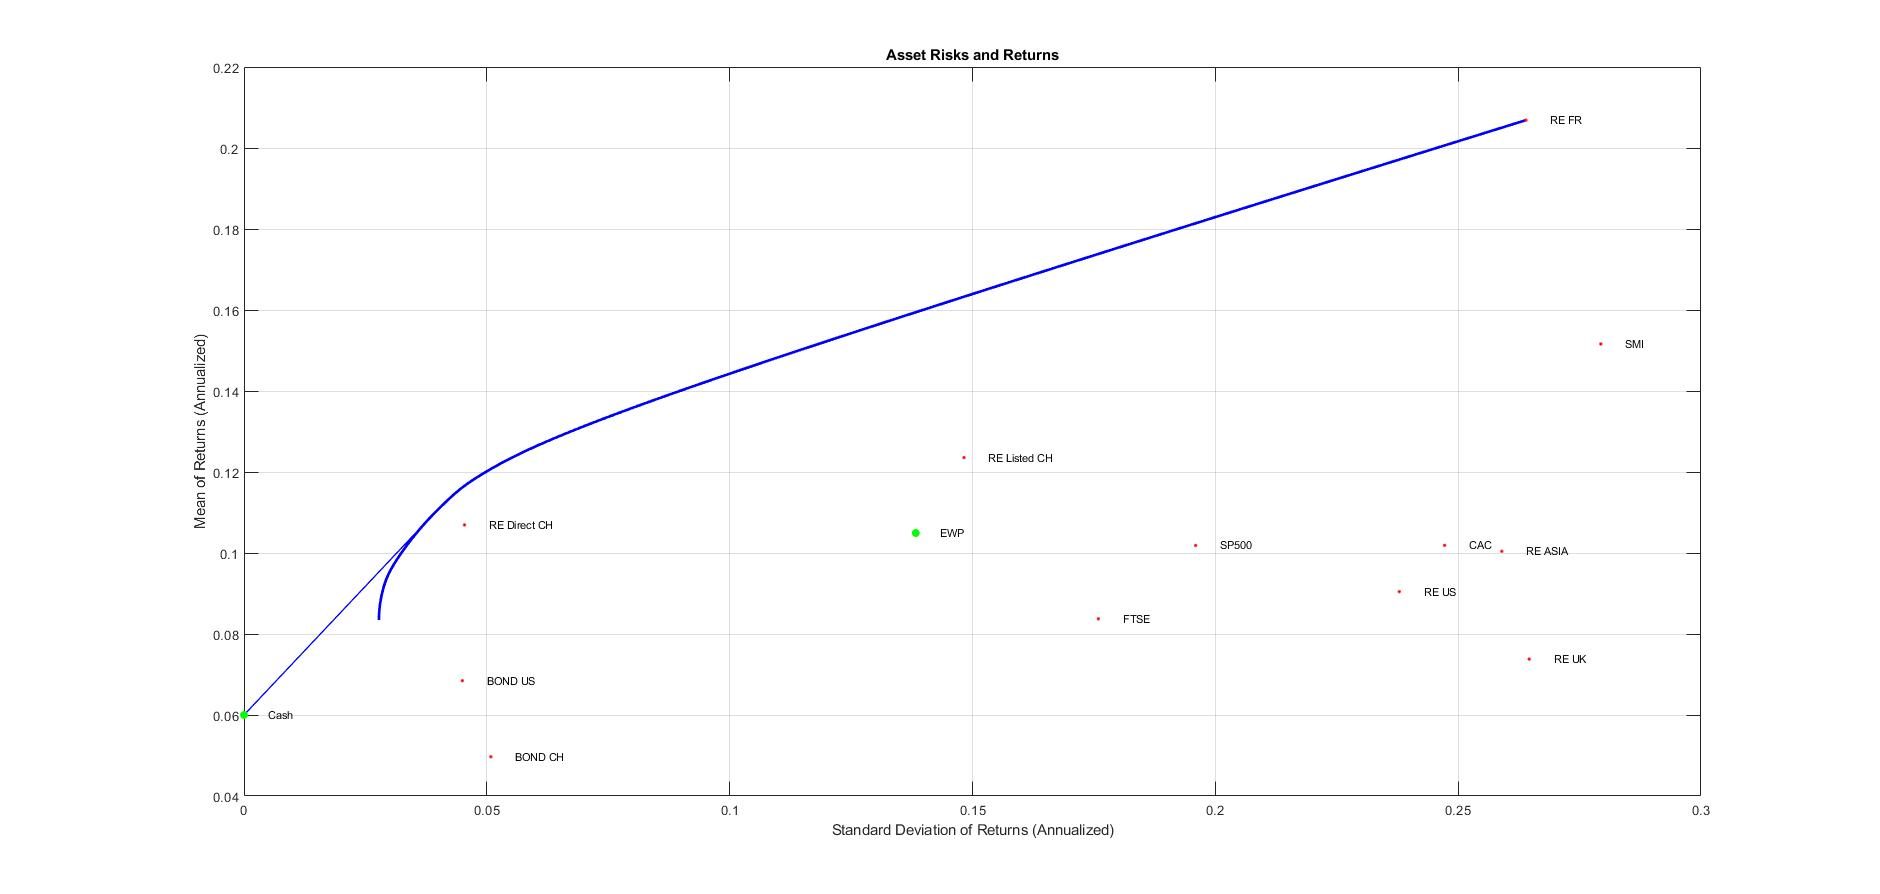 Asset Risks and Returns
0.22
0.2
0.18
0.16
0.14
0.12
0.1
0.08
0.06
0.04
Mean of Returns (Annualized)
RE FR
SMI
RE Listed CH
RE Direct CH
EWP
SP500
CAC
RE ASIA
RE US
FTSE
RE UK
BOND US
Cash
BOND CH
0
0.05
0.1
0.15
0.2
0.25
0.3
Standard Deviation of Returns (Annualized)